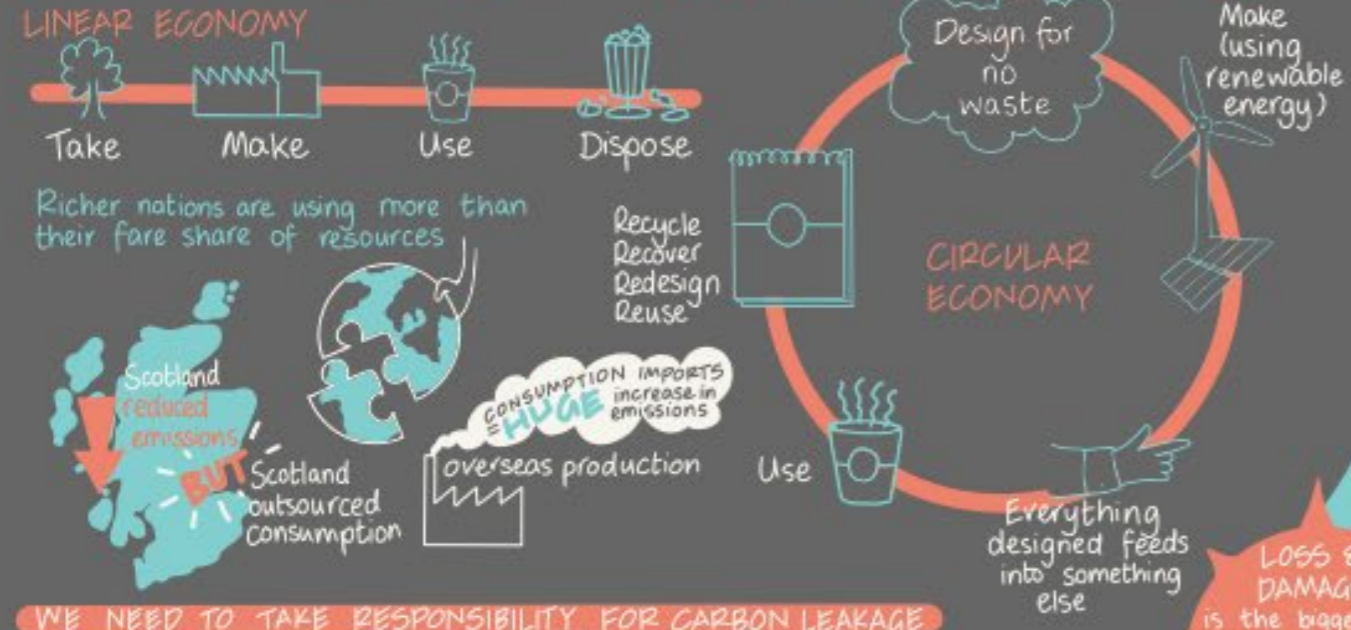 LINEAR ECONOMY
Take
Make
Use
Dispose
Richer nations are using more than
their fare share of resources
Scotland
reduced
emissions
BUT
Scotland
outsourced
consumption
CONSUMPTION IMPORTS
= HUGE increase in
emissions
overseas production
Design for
no
waste
Make
(using
renewable
energy)
CIRCULAR
ECONOMY
Recycle
Recover
Redesign
Reuse
Use
Everything
designed feeds
into something
else
WE NEED TO TAKE RESPONSIBILITY FOR CARBON LEAKAGE
LOSS
is the